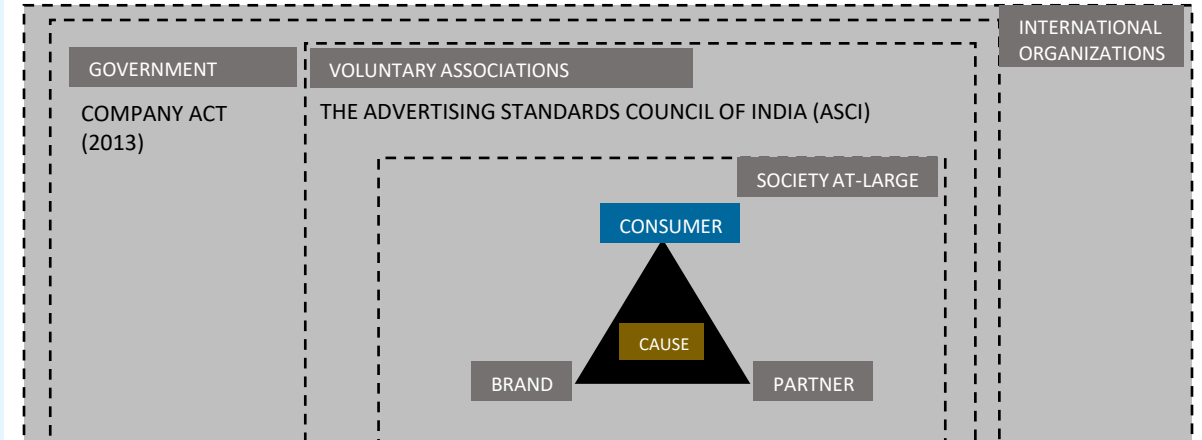 INTERNATIONAL
ORGANIZATIONS
GOVERNMENT
VOLUNTARY ASSOCIATIONS
COMPANY ACT
(2013)
THE ADVERTISING STANDARDS COUNCIL OF INDIA (ASCI)
SOCIETY AT-LARGE
CONSUMER
CAUSE
BRAND
PARTNER